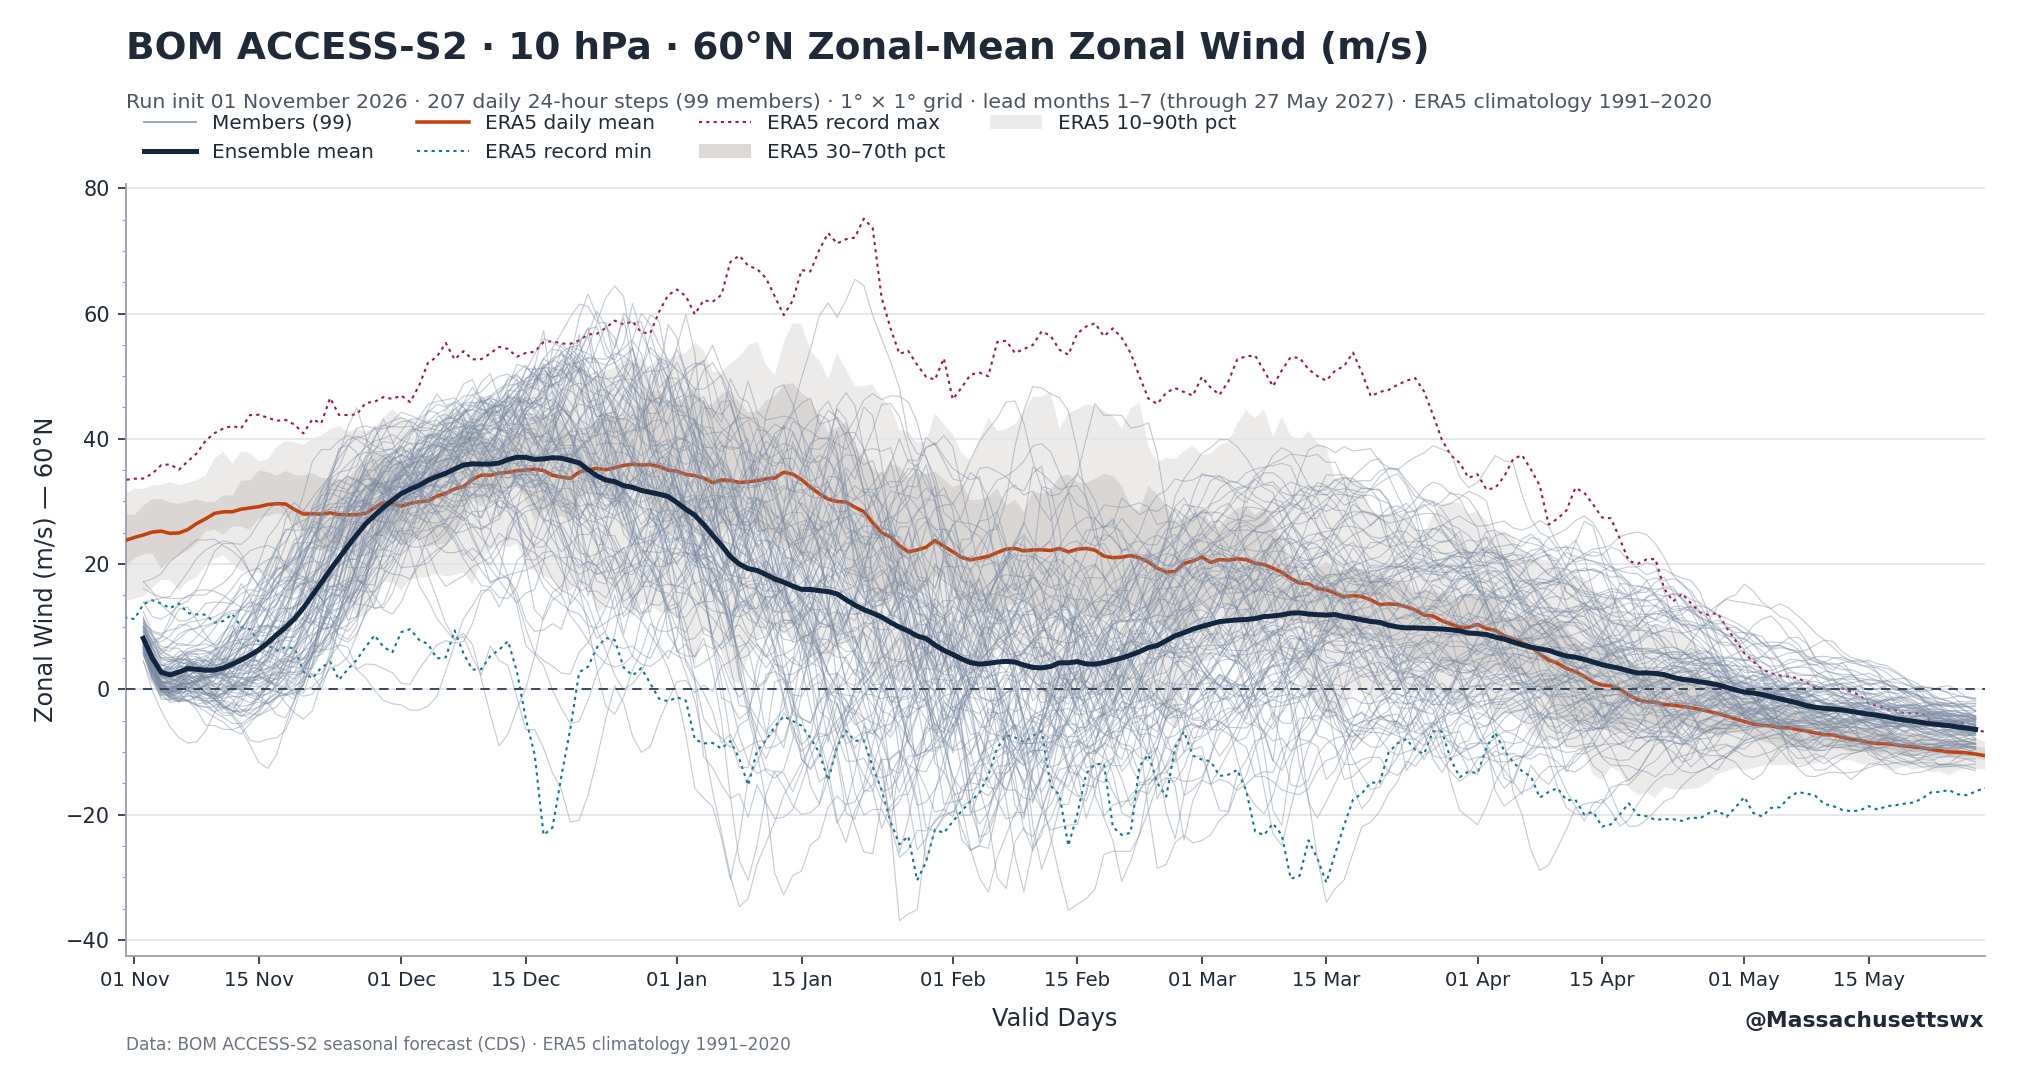 BOM ACCESS-S2 · 10 hPa · 60°N Zonal-Mean Zonal Wind (m/s)
Run init 01 November 2026 · 207 daily 24-hour steps (99 members) · 1° × 1° grid · lead months 1–7 (through 27 May 2027) · ERA5 climatology 1991–2020
Members (99) ERA5 daily mean ERA5 record max ERA5 10–90th pct
Ensemble mean ERA5 record min ERA5 30–70th pct
80
60
40
20
0
−20
−40
Zonal Wind (m/s) — 60°N
01 Nov 15 Nov 01 Dec 15 Dec 01 Jan 15 Jan 01 Feb 15 Feb 01 Mar 15 Mar 01 Apr 15 Apr 01 May 15 May
Valid Days
@Massachusettswx
Data: BOM ACCESS-S2 seasonal forecast (CDS) · ERA5 climatology 1991–2020